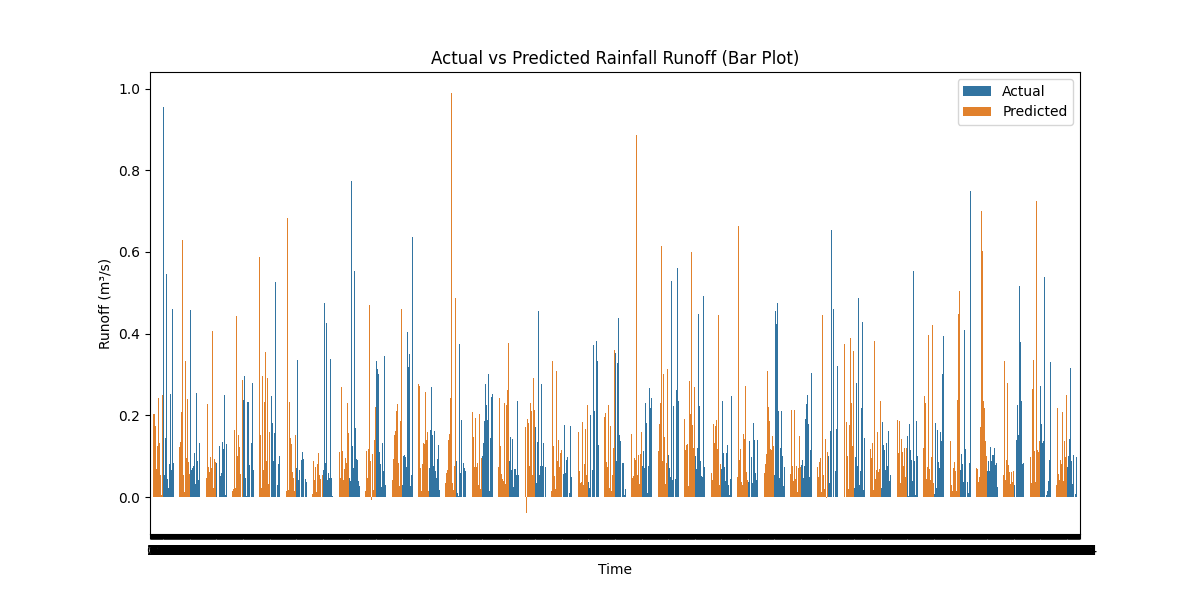 Actual vs Predicted Rainfall Runoff (Bar Plot)
Actual
Predicted
1.0
0.8
0.6
0.4
0.2
0.0
Runoff (m³/s)
Time